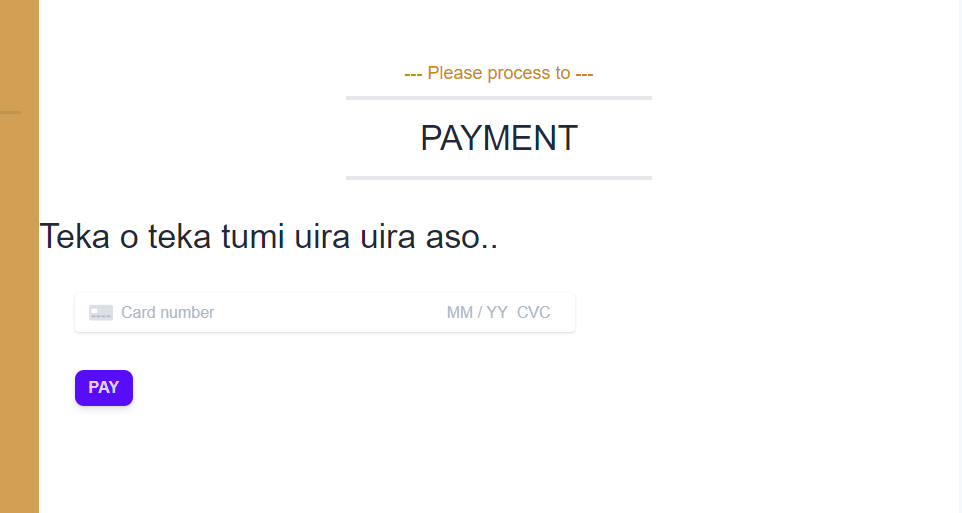 --- Please process to ---
PAYMENT
Teka o teka tumi uira uira aso..
Card number MM / YY CVC
PAY